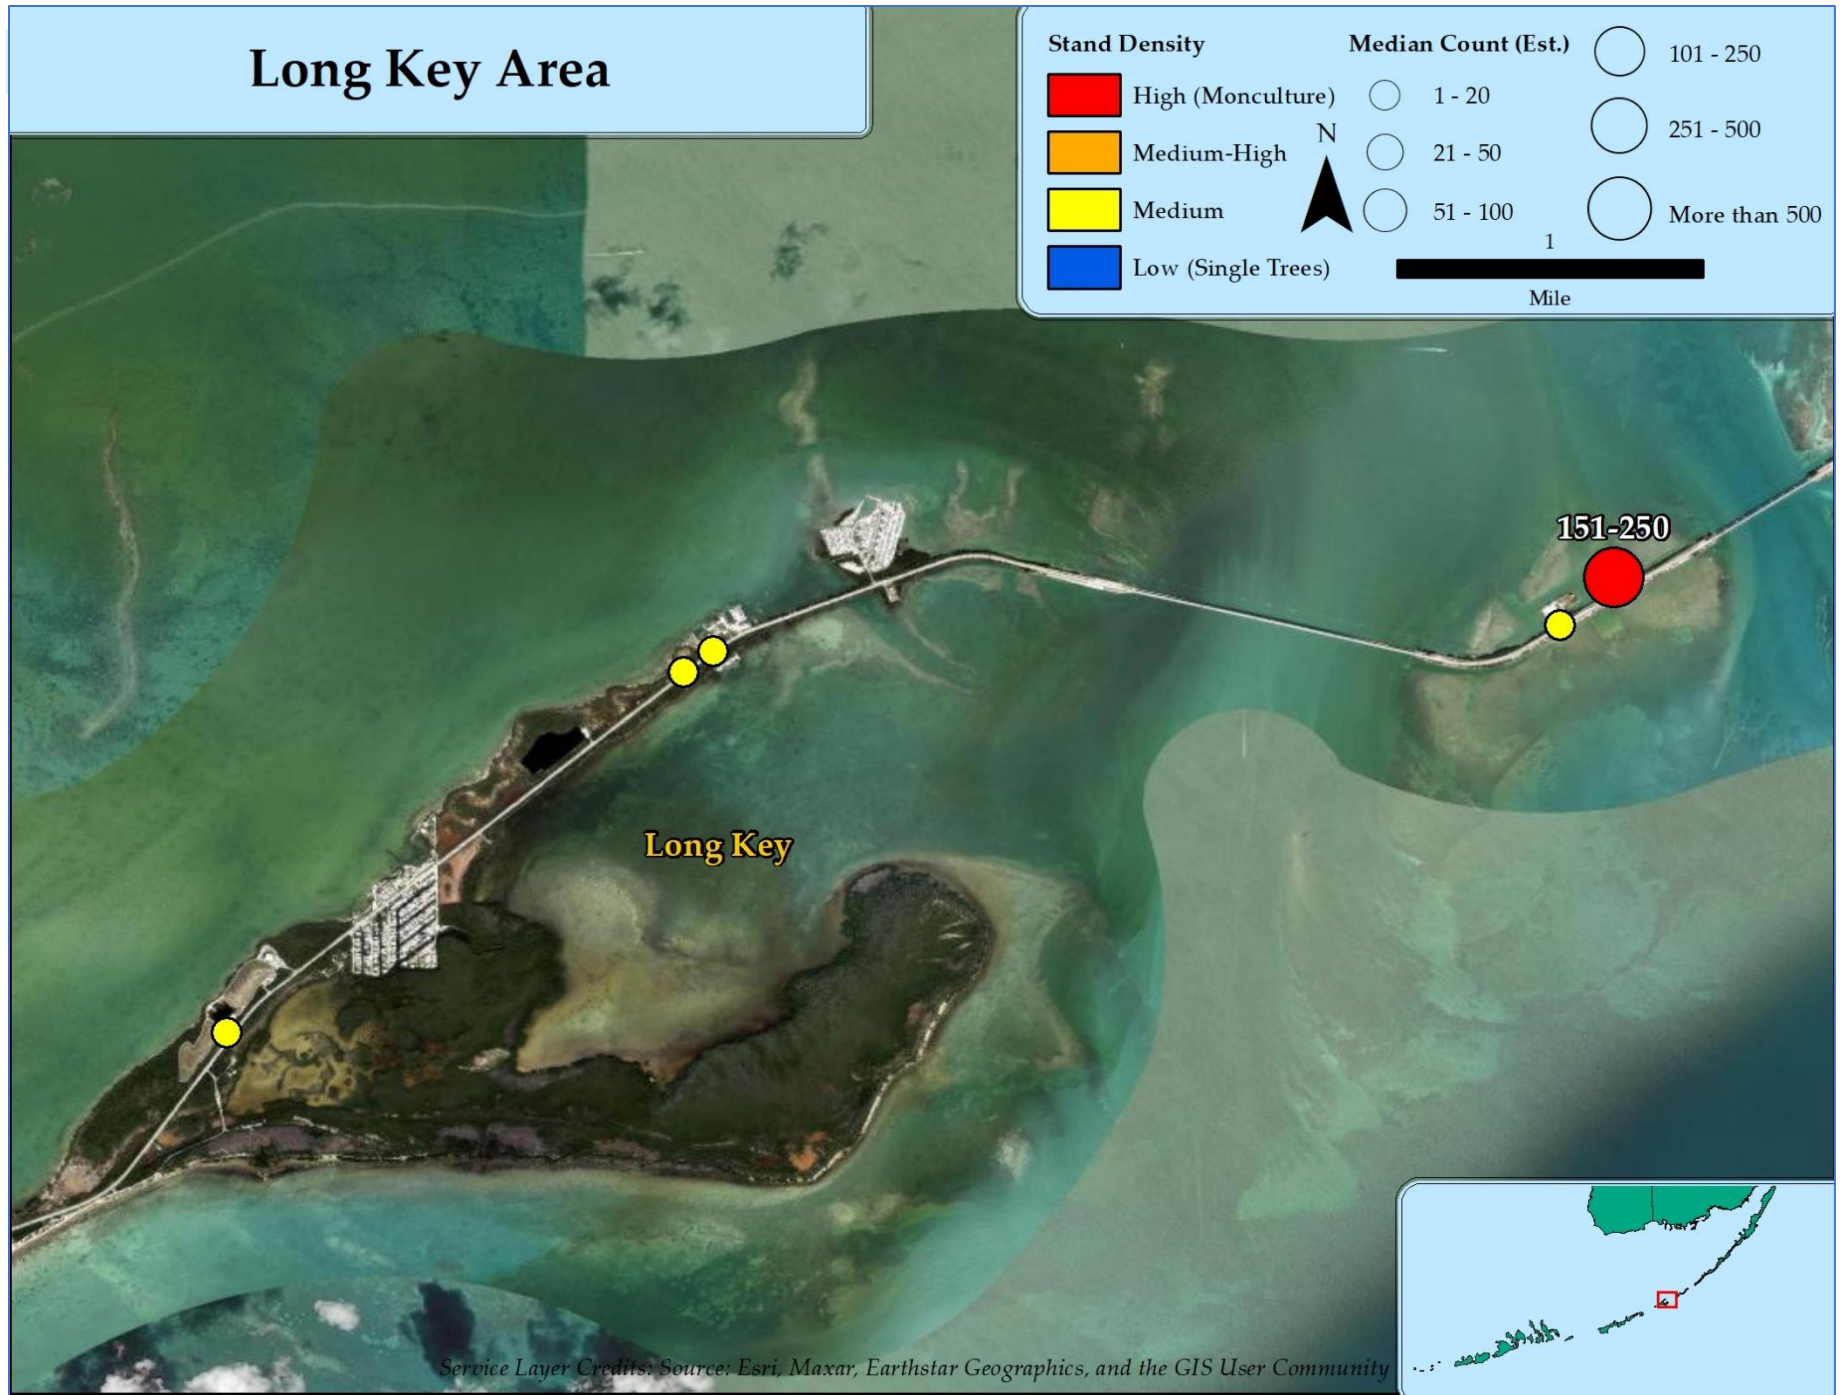 Long Key Area
Stand Density
High (Monculture)
Medium-High
Medium
Low (Single Trees)
N
Median Count (Est.)
1 - 20
21 - 50
51 - 100
101 - 250
251 - 500
More than 500
1
Mile
151-250
Long Key
Service Layer Credits: Source: Esri, Maxar, Earthstar Geographics, and the GIS User Community